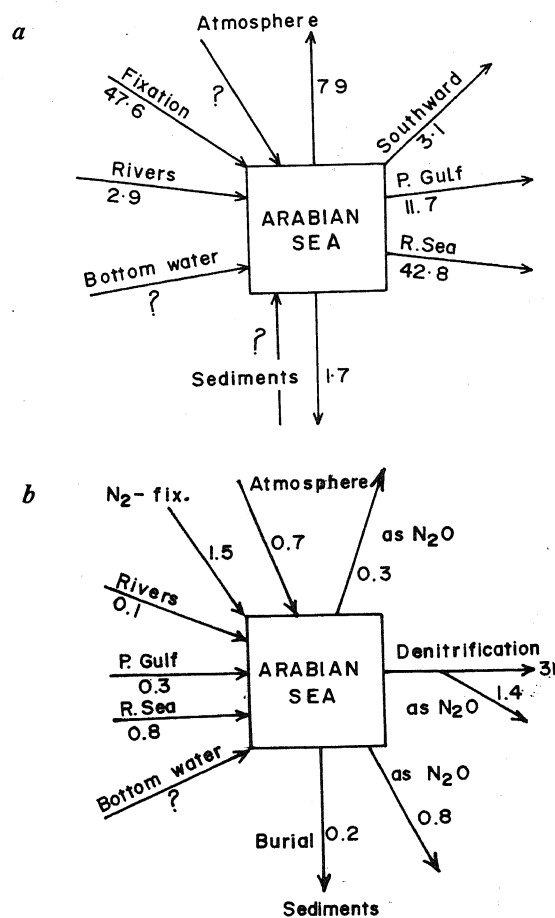 a
Atmosphere
?
79
Fixation
47.6
Southward
3.1
Rivers
2.9
P. Gulf
11.7
ARABIAN
SEA
R. Sea
42.8
Bottom water
?
?
Sediments
1.7
b
N2-fix.
Atmosphere
1.5
0.7
as N2O
0.3
Rivers
0.1
P. Gulf
0.3
ARABIAN
SEA
Denitrification
31
1.4
as N2O
R. Sea
0.8
Bottom water
?
as N2O
0.8
Burial
0.2
Sediments